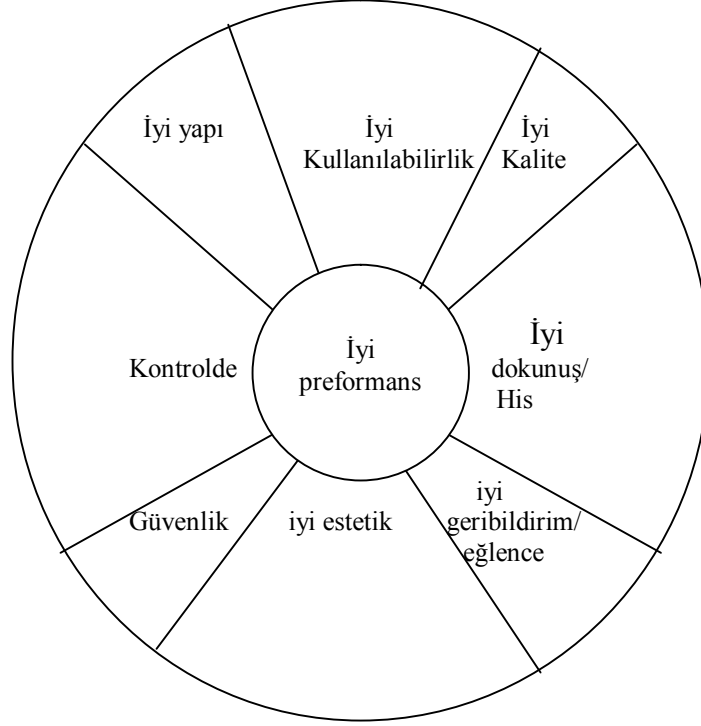 İyi yapı
İyi
Kullanılabilirlik
İyi
Kalite
Kontrolde
İyi
preformans
İyi
dokunuş/
His
Güvenlik
iyi estetik
iyi
geribildirim/
eğlence